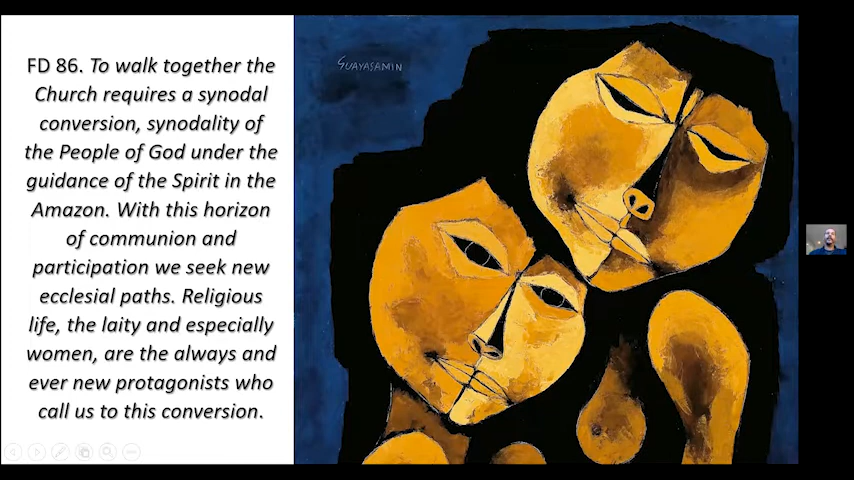 FD 86. To walk together the
Church requires a synodal
conversion, synodality of
the People of God under the
guidance of the Spirit in the
Amazon. With this horizon
of communion and
participation we seek new
ecclesial paths. Religious
life, the laity and especially
women, are the always and
ever new protagonists who
call us to this conversion.
GUAYASAMIN